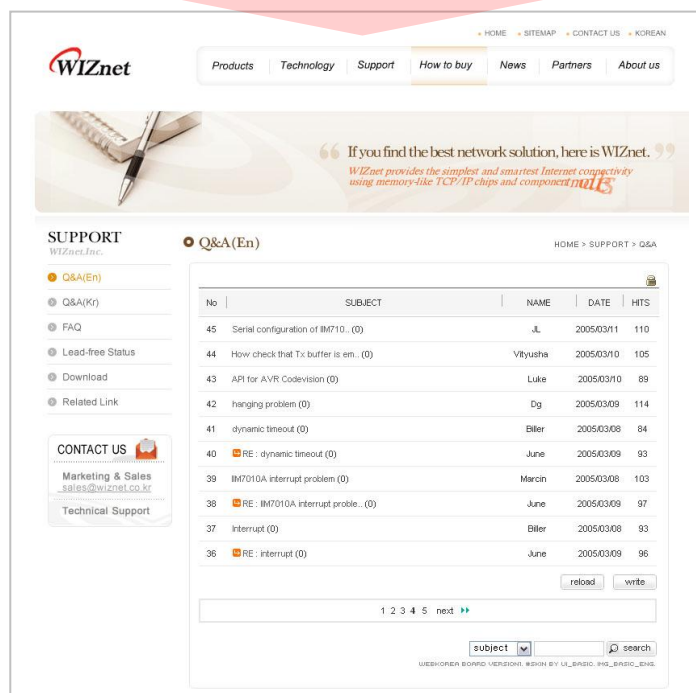 HOME SITEMAP CONTACT US KOREAN
WIZnet
Products Technology Support How to buy News Partners About us
“ If you find the best network solution, here is WIZnet. ”
WIZnet provides the simplest and smartest Internet connectivity
using memory-like TCP/IP chips and component
SUPPORT
WIZnet,Inc.
Q&A(En)
Q&A(Kr)
FAQ
Lead-free Status
Download
Related Link
CONTACT US
Marketing & Sales
sales@wiznet.co.kr
Technical Support
Q&A(En)
HOME > SUPPORT > Q&A
No SUBJECT NAME DATE HITS
45 Serial configuration of IIM710.. (0) JL 2005/03/11 110
44 How check that Tx buffer is em.. (0) Vityusha 2005/03/10 105
43 API for AVR Codevision (0) Luke 2005/03/10 89
42 hanging problem (0) Dg 2005/03/09 114
41 dynamic timeout (0) Biller 2005/03/08 84
40 RE : dynamic timeout (0) June 2005/03/09 93
39 IIM7010A interrupt problem (0) Marcin 2005/03/08 103
38 RE : IIM7010A interrupt proble.. (0) June 2005/03/09 97
37 Interrupt (0) Biller 2005/03/08 93
36 RE : interrupt (0) June 2005/03/09 96
reload write
1 2 3 4 5 next
subject search
WEBKOREA BOARD VERSION1. #SKIN BY UI_BASIC. IMG_BASIC_ENG.